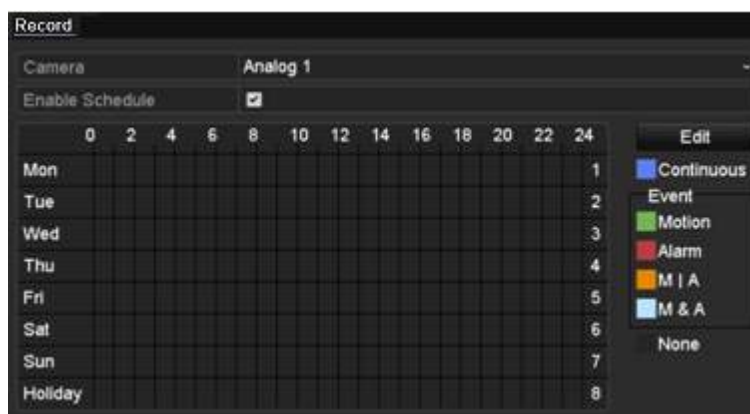 Record
Camera Analog 1
Enable Schedule
0 2 4 6 8 10 12 14 16 18 20 22 24
Edit
Mon 1
Continuous
Tue 2
Event
Motion
Wed 3
Alarm
Thu 4
M | A
Fri 5
M & A
Sat 6
None
Sun 7
Holiday 8